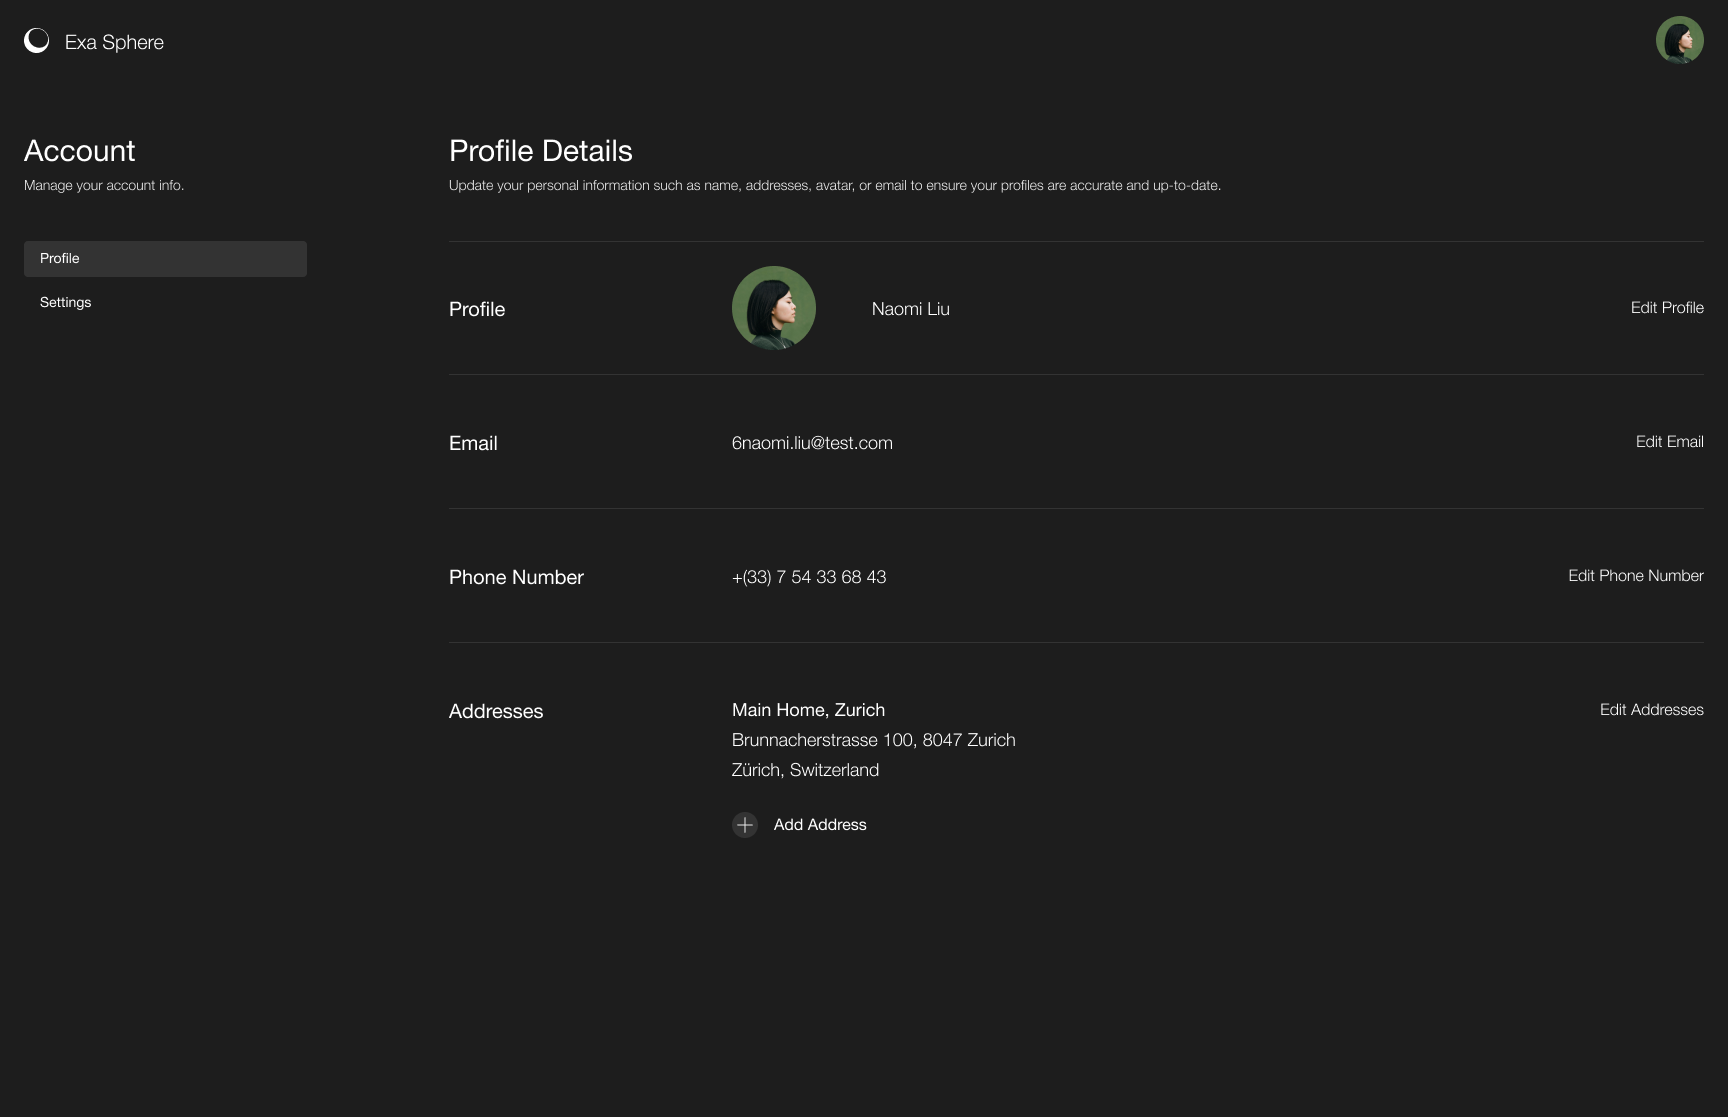 Exa Sphere
Account
Manage your account info.
Profile
Settings
Profile Details
Update your personal information such as name, addresses, avatar, or email to ensure your profiles are accurate and up-to-date.
Profile
Naomi Liu
Edit Profile
Email
6naomi.liu@test.com
Edit Email
Phone Number
+(33) 7 54 33 68 43
Edit Phone Number
Addresses
Main Home, Zurich
Edit Addresses
Brunnacherstrasse 100, 8047 Zurich
Zürich, Switzerland
Add Address